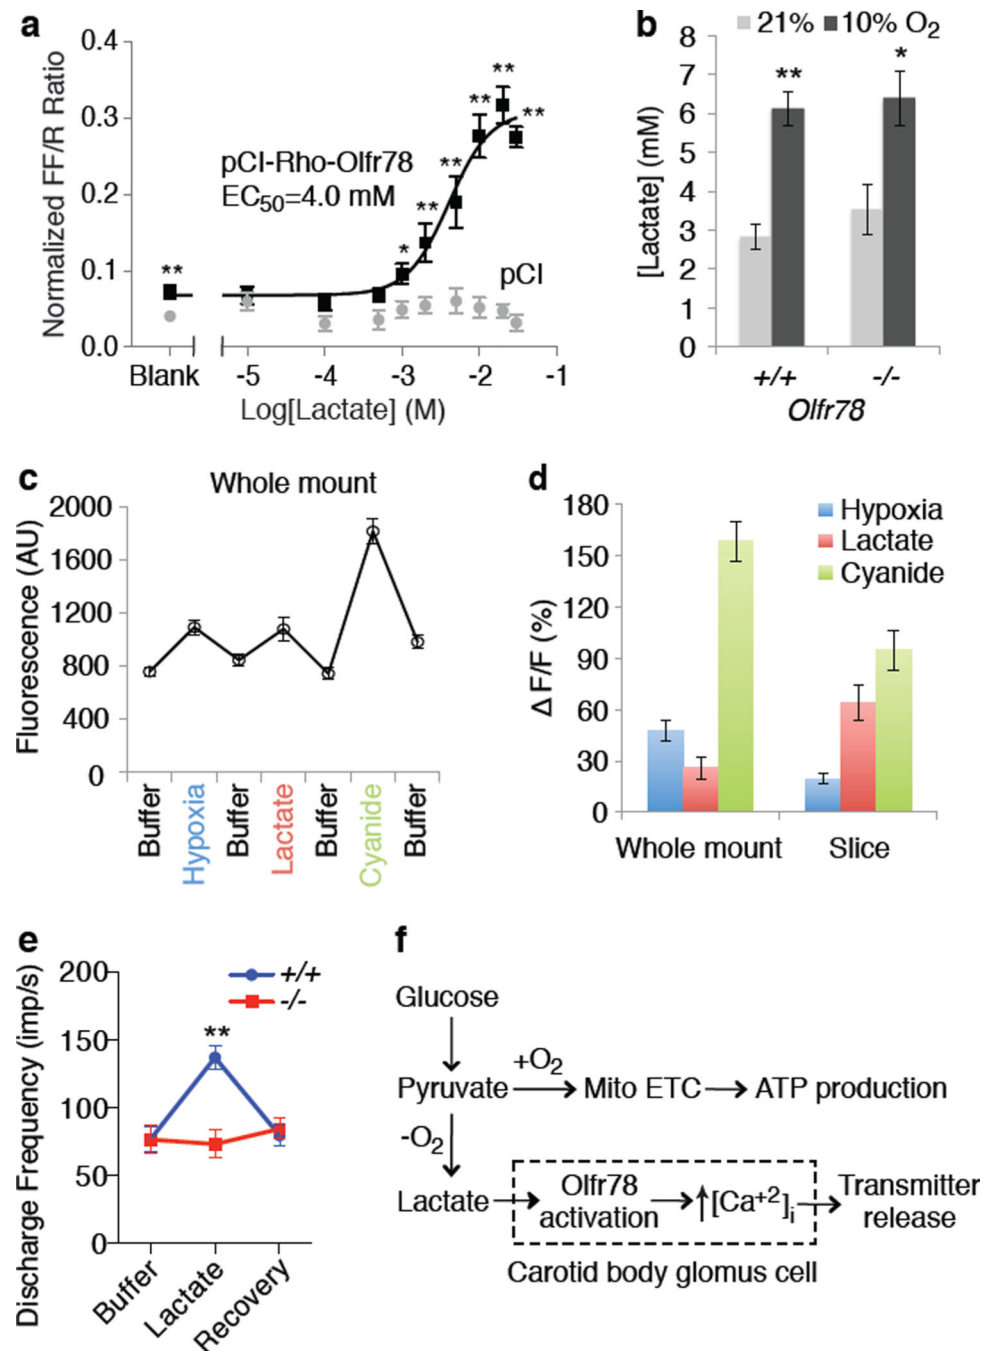 a
0.4
0.3
0.2
0.1
0.0
Normalized FF/R Ratio
pCI-Rho-Olfr78
EC50=4.0 mM
pCI
**
*
**
**
**
**
**
Blank -5 -4 -3 -2 -1
Log[Lactate] (M)
b
21% 10% O2
8
7
6
5
4
3
2
1
0
[Lactate] (mM)
**
*
+/+ -/-
Olfr78
c
Whole mount
2000
1600
1200
800
400
0
Fluorescence (AU)
Buffer
Hypoxia
Buffer
Lactate
Buffer
Cyanide
Buffer
d
180
150
120
90
60
30
0
Δ F/F (%)
Hypoxia
Lactate
Cyanide
Whole mount Slice
e
200
150
100
50
0
Discharge Frequency (imp/s)
+/+
-/-
**
Buffer
Lactate
Recovery
f
Glucose
Pyruvate +O2 Mito ETC ATP production
-O2
Lactate Olfr78 activation ↑[Ca+2]i Transmitter release
Carotid body glomus cell